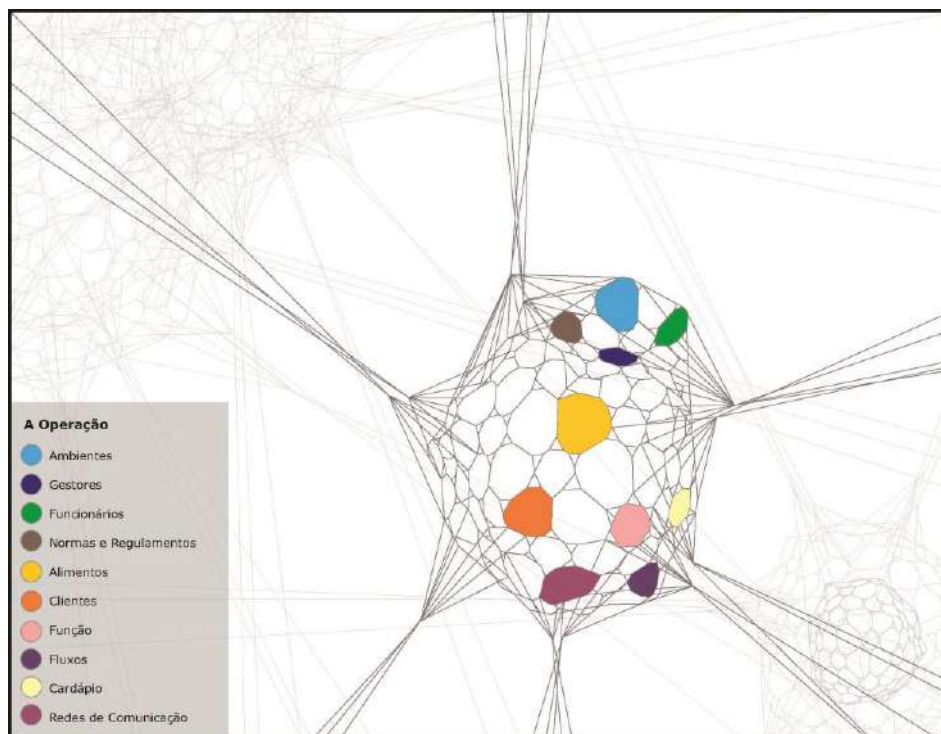 A Operação
Ambientes
Gestores
Funcionários
Normas e Regulamentos
Alimentos
Clientes
Função
Fluxos
Cardápio
Redes de Comunicação